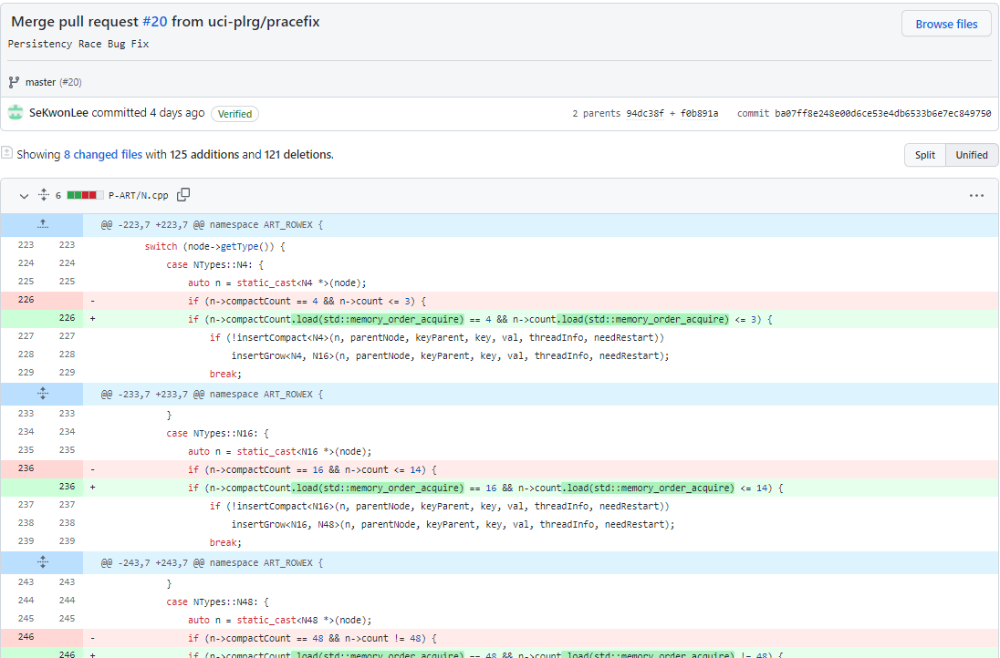 Merge pull request #20 from uci-plrg/pracefix
Browse files
Persistency Race Bug Fix
master (#20)
SeKwonLee committed 4 days ago Verified 2 parents 94dc38f + f0b891a commit ba07ff8e248e00d6ce53e4db6533b6e7ec849750
Showing 8 changed files with 125 additions and 121 deletions. Split Unified
6 P-ART/N.cpp
@@ -223,7 +223,7 @@ namespace ART_ROWEX {
223 223 switch (node->getType()) {
224 224 case NTypes::N4: {
225 225 auto n = static_cast<N4 *>(node);
226 - if (n->compactCount == 4 && n->count <= 3) {
226 + if (n->compactCount.load(std::memory_order_acquire) == 4 && n->count.load(std::memory_order_acquire) <= 3) {
227 227 if (!insertCompact<N4>(n, parentNode, keyParent, key, val, threadInfo, needRestart))
228 228 insertGrow<N4, N16>(n, parentNode, keyParent, key, val, threadInfo, needRestart);
229 229 break;
@@ -233,7 +233,7 @@ namespace ART_ROWEX {
233 233 }
234 234 case NTypes::N16: {
235 235 auto n = static_cast<N16 *>(node);
236 - if (n->compactCount == 16 && n->count <= 14) {
236 + if (n->compactCount.load(std::memory_order_acquire) == 16 && n->count.load(std::memory_order_acquire) <= 14) {
237 237 if (!insertCompact<N16>(n, parentNode, keyParent, key, val, threadInfo, needRestart))
238 238 insertGrow<N16, N48>(n, parentNode, keyParent, key, val, threadInfo, needRestart);
239 239 break;
@@ -243,7 +243,7 @@ namespace ART_ROWEX {
243 243 }
244 244 case NTypes::N48: {
245 245 auto n = static_cast<N48 *>(node);
246 - if (n->compactCount == 48 && n->count != 48) {
246 + if (n->compactCount.load(std::memory_order_acquire) == 48 && n->count.load(std::memory_order_acquire) != 48) {